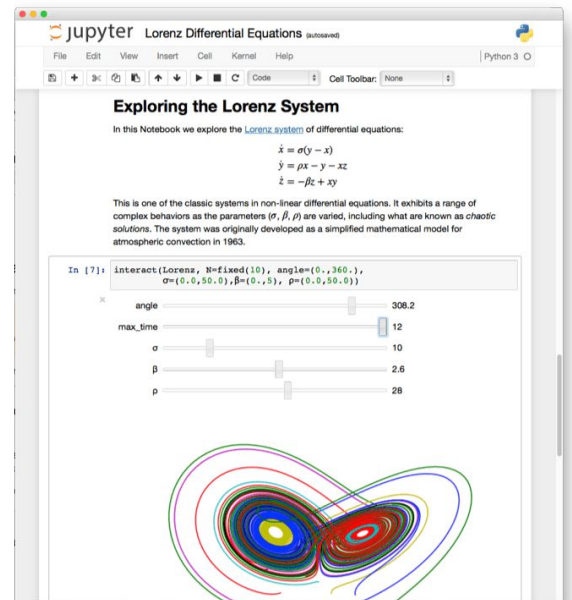 jupyter Lorenz Differential Equations (autosaved)
File Edit View Insert Cell Kernel Help Python 3
Code Cell Toolbar: None
Exploring the Lorenz System
In this Notebook we explore the Lorenz system of differential equations:
ẋ = σ(y − x)
ẏ = ρx − y − xz
ż = −βz + xy
This is one of the classic systems in non-linear differential equations. It exhibits a range of
complex behaviors as the parameters (σ, β, ρ) are varied, including what are known as chaotic
solutions. The system was originally developed as a simplified mathematical model for
atmospheric convection in 1963.
In [7]: interact(Lorenz, N=fixed(10), angle=(0.,360.),
σ=(0.0,50.0),β=(0.,5), ρ=(0.0,50.0))
angle 308.2
max_time 12
σ 10
β 2.6
ρ 28